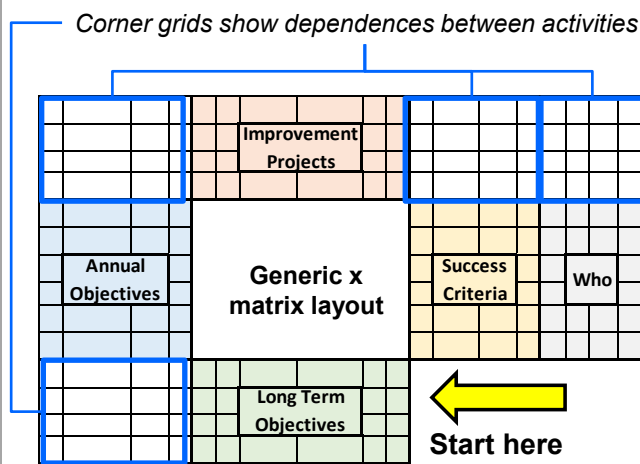 Corner grids show dependences between activities
Improvement
Projects
Annual
Objectives
Generic x
matrix layout
Success
Criteria
Who
Long Term
Objectives
Start here